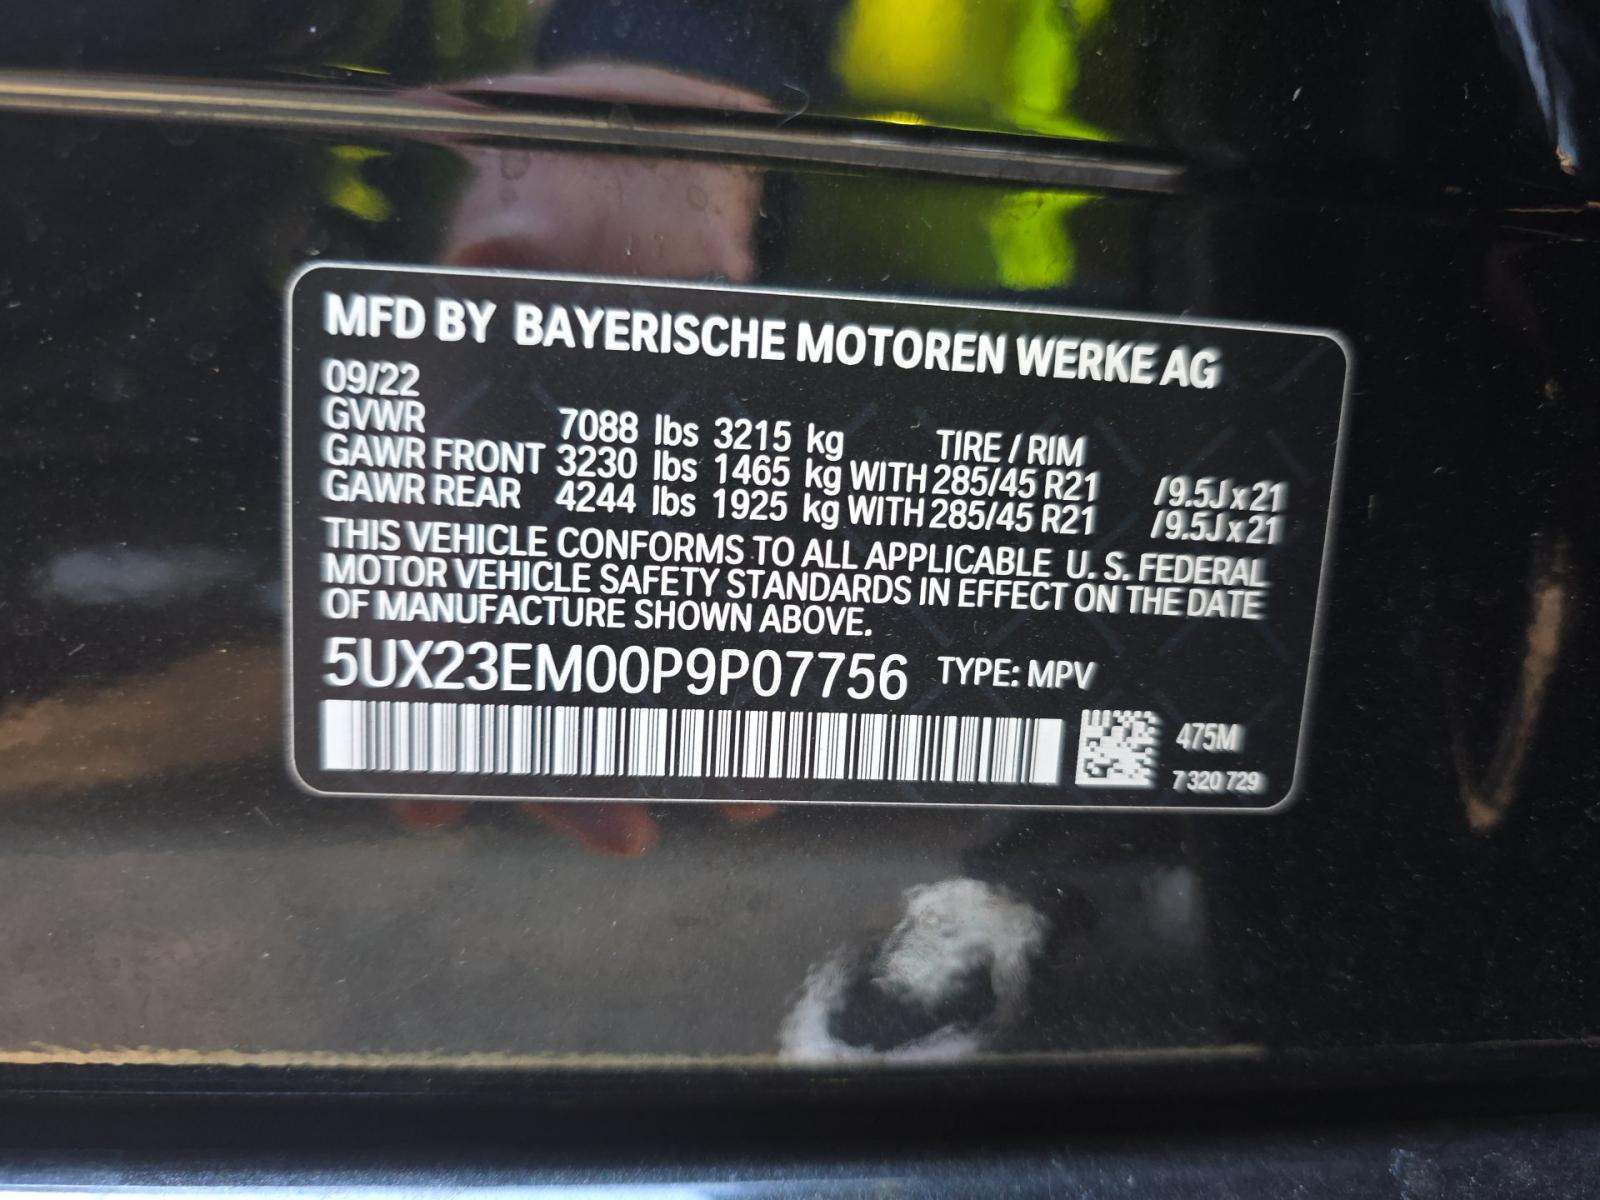 MFD BY BAYERISCHE MOTOREN WERKE AG
09/22
GVWR 7088 lbs 3215 kg TIRE / RIM
GAWR FRONT 3230 lbs 1465 kg WITH 285/45 R21 / 9.5J x 21
GAWR REAR 4244 lbs 1925 kg WITH 285/45 R21 / 9.5J x 21
THIS VEHICLE CONFORMS TO ALL APPLICABLE U. S. FEDERAL
MOTOR VEHICLE SAFETY STANDARDS IN EFFECT ON THE DATE
OF MANUFACTURE SHOWN ABOVE.
5UX23EM00P9P07756 TYPE: MPV
475M
7 320 729